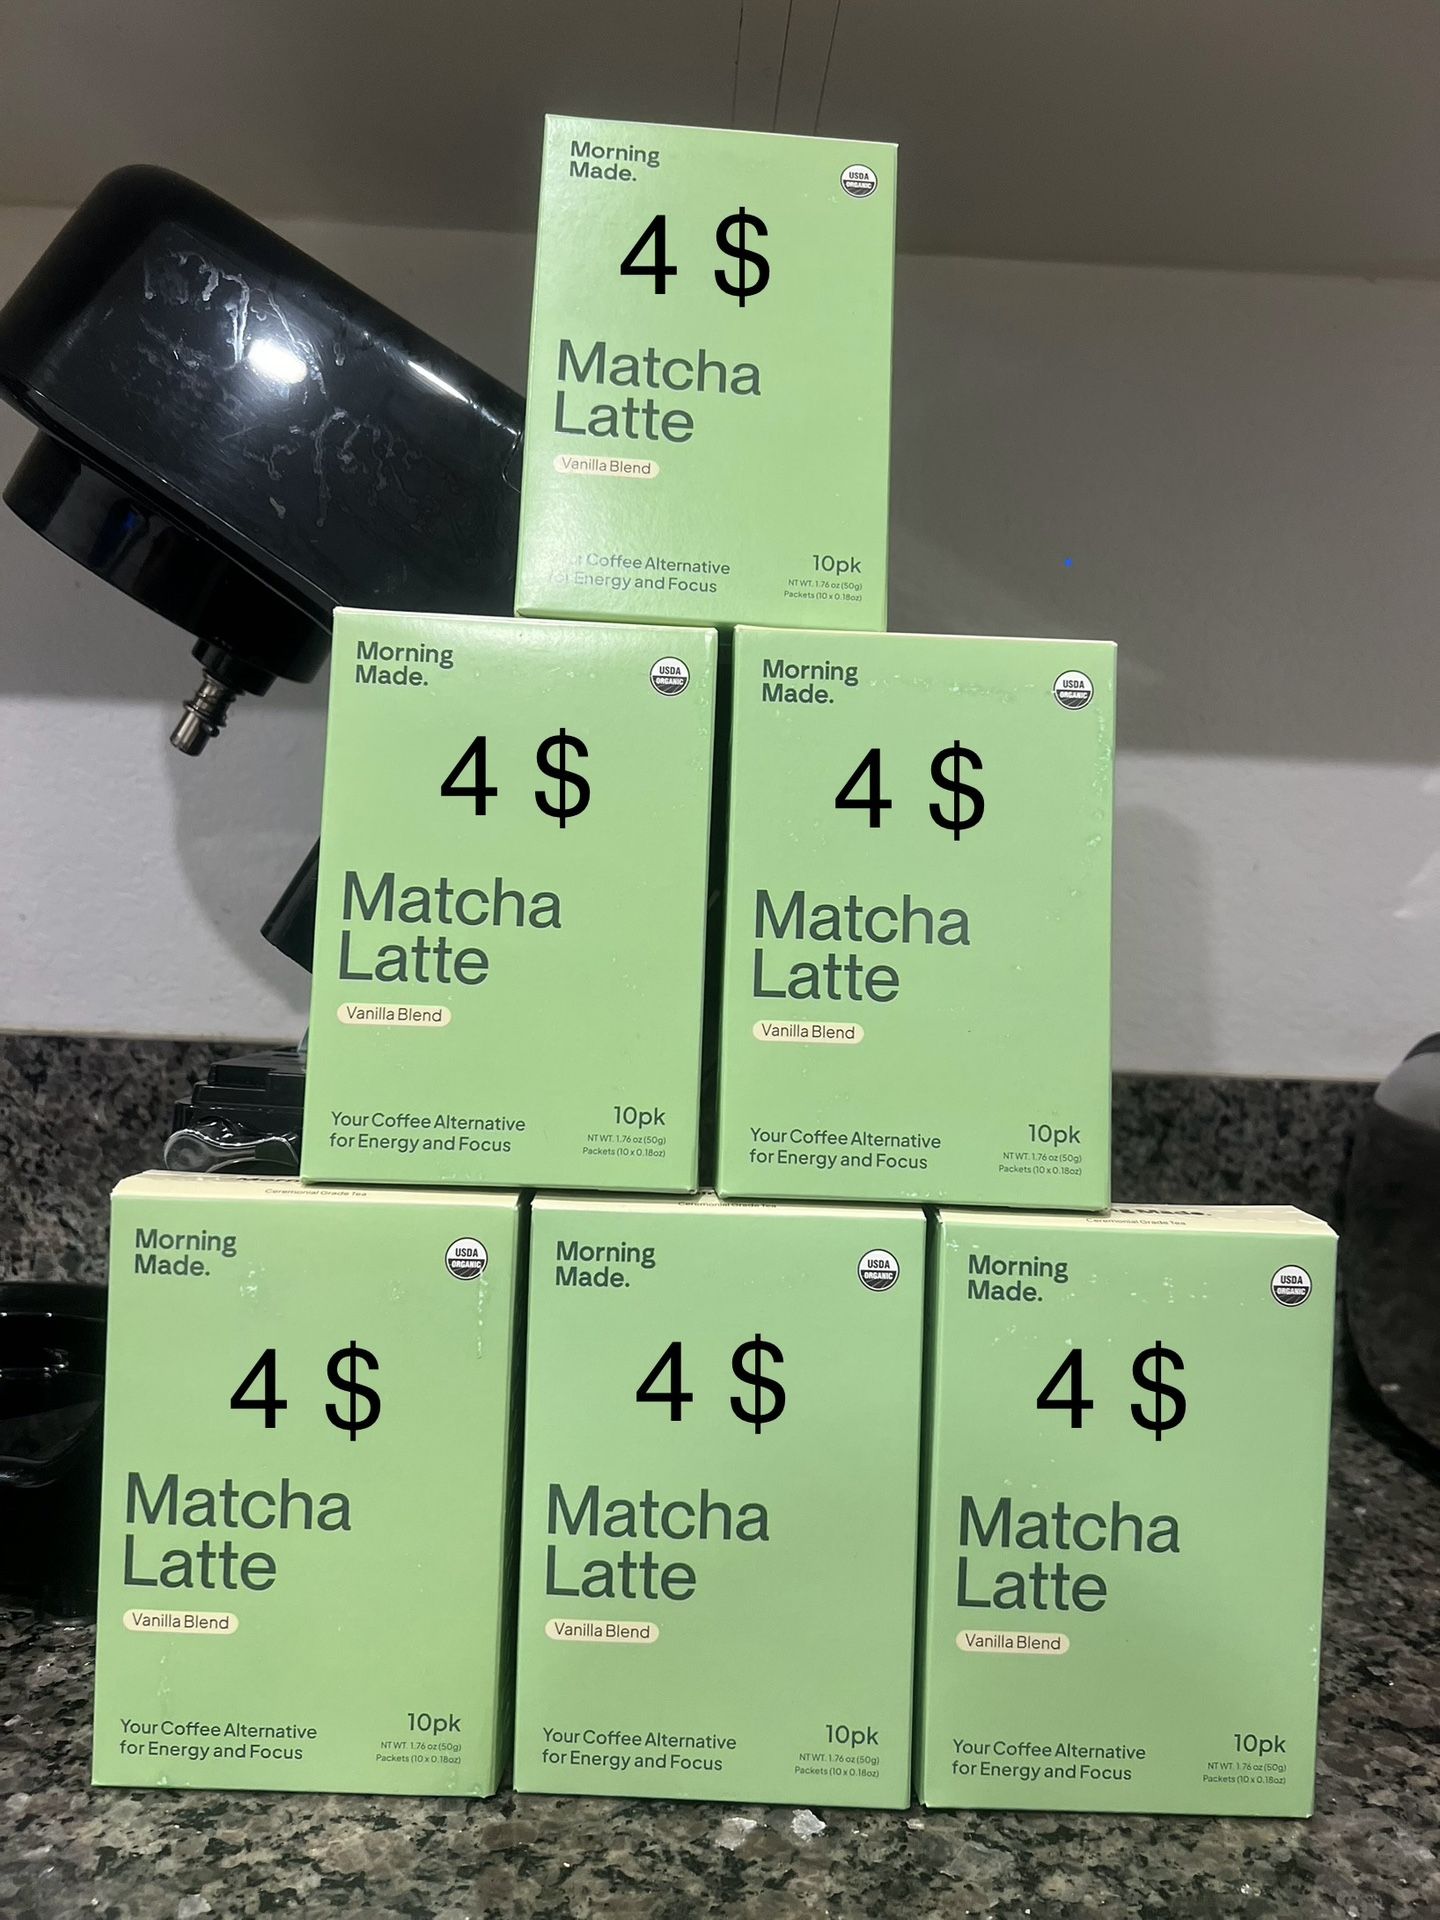 Morning
Made.
USDA
ORGANIC
4 $
Matcha
Latte
Vanilla Blend
Coffee Alternative
for Energy and Focus
10pk
NT WT. 1.76 oz (50g)
Packets (10 x 0.18oz)
Morning
Made.
USDA
ORGANIC
4 $
Matcha
Latte
Vanilla Blend
Your Coffee Alternative
for Energy and Focus
10pk
NT WT. 1.76 oz (50g)
Packets (10 x 0.18oz)
Morning
Made.
USDA
ORGANIC
4 $
Matcha
Latte
Vanilla Blend
Your Coffee Alternative
for Energy and Focus
10pk
NT WT. 1.76 oz (50g)
Packets (10 x 0.18oz)
Ceremonial Grade Tea
Morning
Made.
USDA
ORGANIC
4 $
Matcha
Latte
Vanilla Blend
Your Coffee Alternative
for Energy and Focus
10pk
NT WT. 1.76 oz (50g)
Packets (10 x 0.18oz)
Ceremonial Grade Tea
Morning
Made.
USDA
ORGANIC
4 $
Matcha
Latte
Vanilla Blend
Your Coffee Alternative
for Energy and Focus
10pk
NT WT. 1.76 oz (50g)
Packets (10 x 0.18oz)
Made.
Ceremonial Grade Tea
Morning
Made.
USDA
ORGANIC
4 $
Matcha
Latte
Vanilla Blend
Your Coffee Alternative
for Energy and Focus
10pk
NT WT. 1.76 oz (50g)
Packets (10 x 0.18oz)